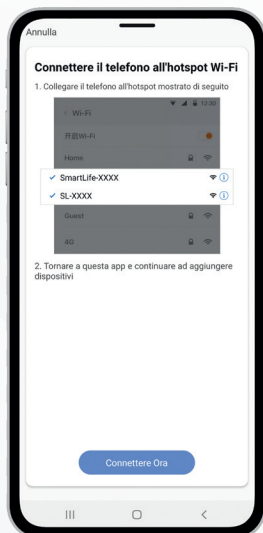 Annulla
Connettere il telefono all'hotspot Wi-Fi
1. Collegare il telefono all'hotspot mostrato di seguito
12:30
Wi-Fi
开启Wi-Fi
Home
SmartLife-XXXX
SL-XXXX
Guest
4G
2. Tornare a questa app e continuare ad aggiungere
dispositivi
Connettere Ora